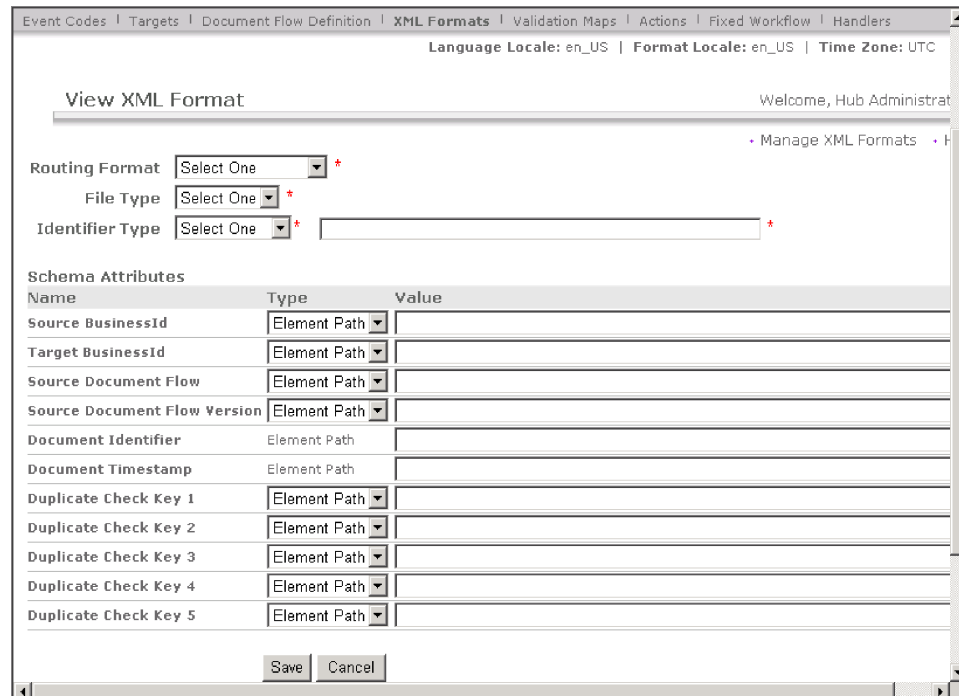 Event Codes | Targets | Document Flow Definition | XML Formats | Validation Maps | Actions | Fixed Workflow | Handlers
Language Locale: en_US | Format Locale: en_US | Time Zone: UTC
View XML Format
Welcome, Hub Administrat
Manage XML Formats
Routing Format Select One *
File Type Select One *
Identifier Type Select One * *
Schema Attributes
Name Type Value
Source BusinessId Element Path
Target BusinessId Element Path
Source Document Flow Element Path
Source Document Flow Version Element Path
Document Identifier Element Path
Document Timestamp Element Path
Duplicate Check Key 1 Element Path
Duplicate Check Key 2 Element Path
Duplicate Check Key 3 Element Path
Duplicate Check Key 4 Element Path
Duplicate Check Key 5 Element Path
Save Cancel